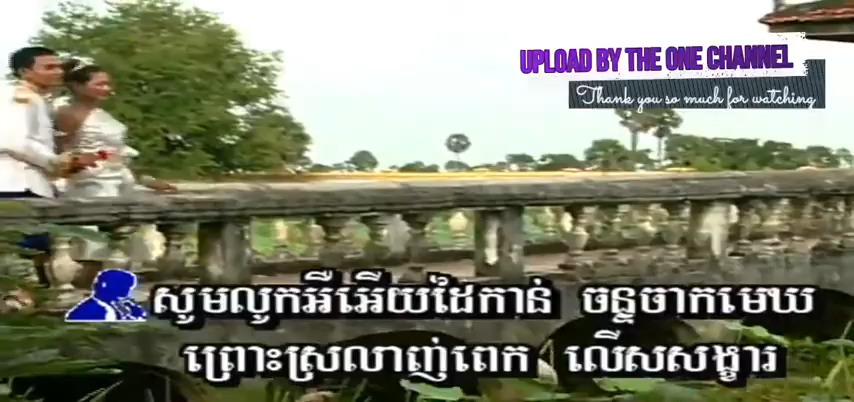 UPLOAD BY THE ONE CHANNEL
Thank you so much for watching
សូមលូកអឺអើយដៃកាន់ ចន្លចាកមេឃ
ព្រោះស្រលាញ់ពេក លើសសង្ខារ